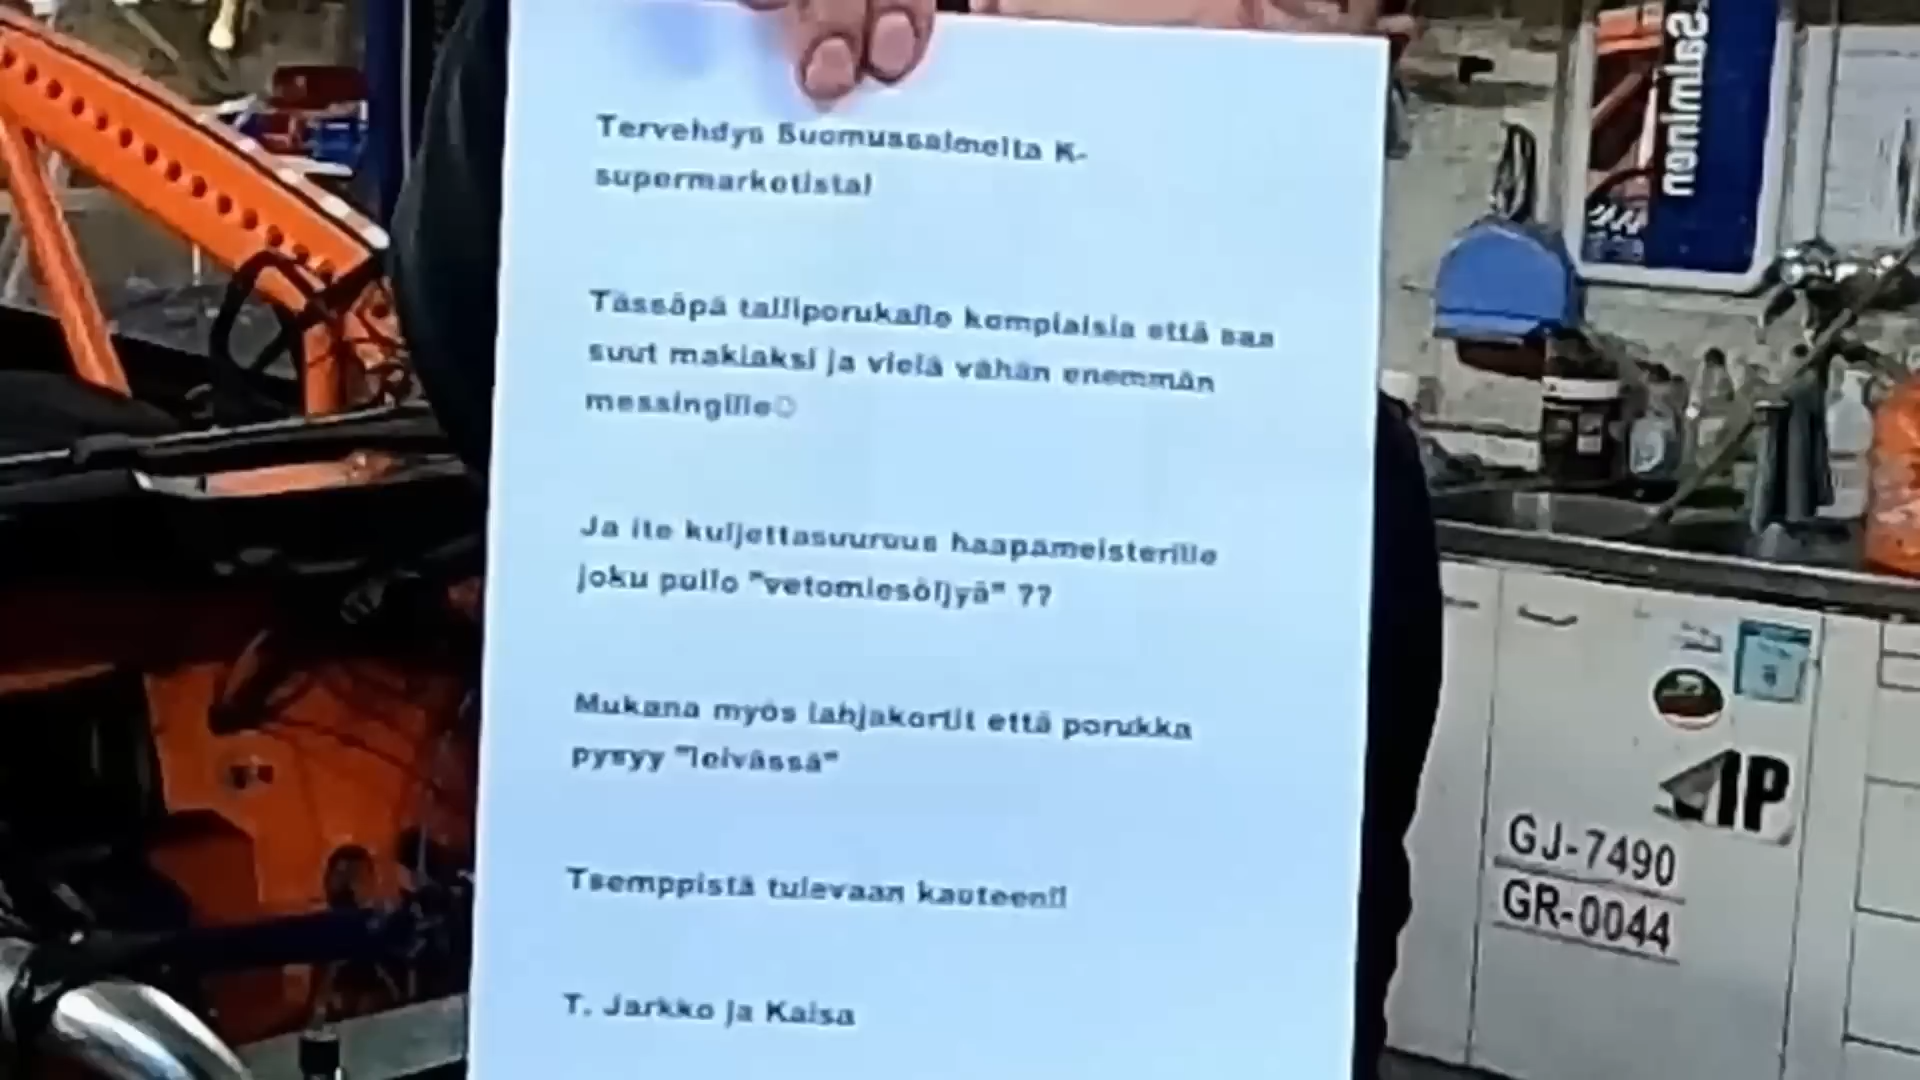 Tervehdys Suomussalmelta K-
supermarketista!
Tässäpä talliporukalle kompiaisia että saa
suut makiaksi ja vielä vähän enemmän
messingille☺
Ja ite kuljettasuuruus haapameisterille
joku pullo "vetomiesöljyä" ??
Mukana myös lahjakortit että porukka
pysyy "leivässä"
Tsemppistä tulevaan kauteen!!
T. Jarkko ja Kaisa
Salminen
AIP
GJ-7490
GR-0044